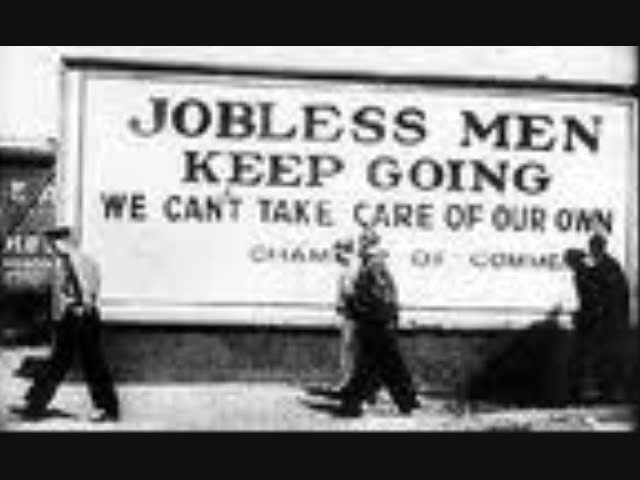 JOBLESS MEN
KEEP GOING
WE CAN'T TAKE CARE OF OUR OWN
OF